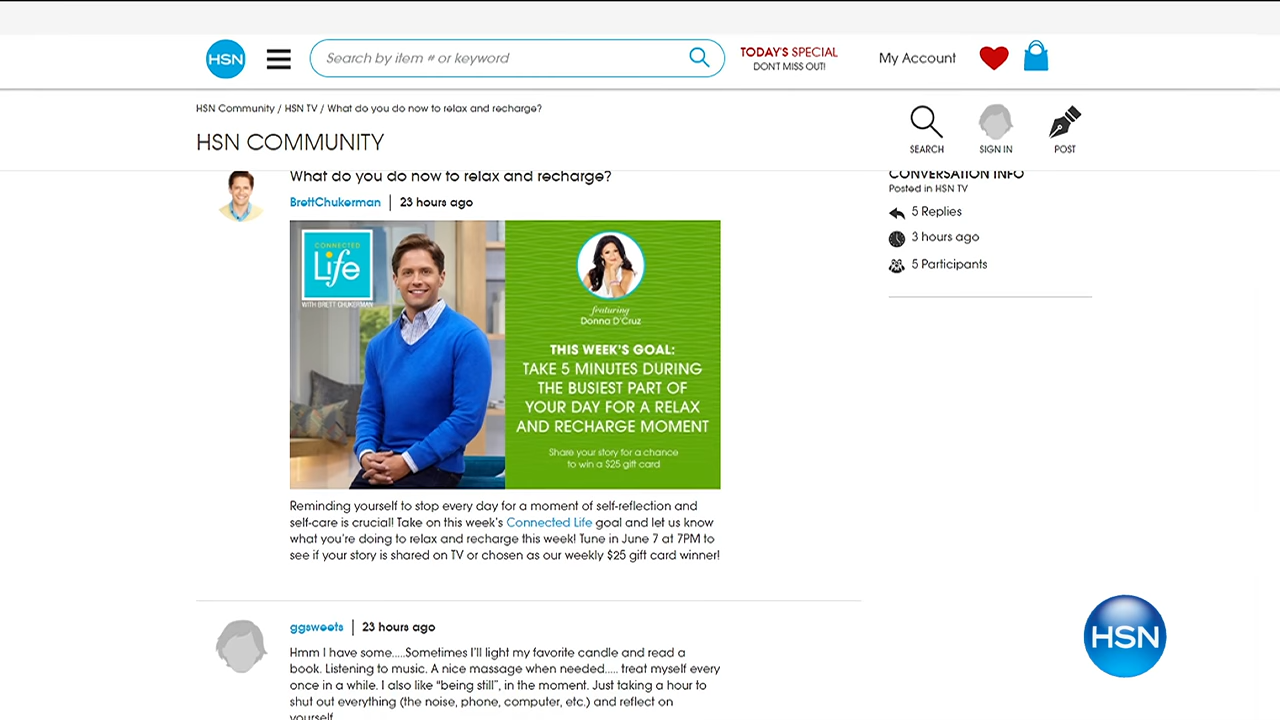 HSN
Search by item # or keyword
TODAY'S SPECIAL
DON'T MISS OUT!
My Account
HSN Community / HSN TV / What do you do now to relax and recharge?
HSN COMMUNITY
SEARCH
SIGN IN
POST
What do you do now to relax and recharge?
BrettChukerman | 23 hours ago
CONNECTED
Life
WITH BRETT CHUKERMAN
featuring
Donna D'Cruz
THIS WEEK'S GOAL:
TAKE 5 MINUTES DURING
THE BUSIEST PART OF
YOUR DAY FOR A RELAX
AND RECHARGE MOMENT
Share your story for a chance
to win a $25 gift card
Reminding yourself to stop every day for a moment of self-reflection and
self-care is crucial! Take on this week's Connected Life goal and let us know
what you're doing to relax and recharge this week! Tune in June 7 at 7PM to
see if your story is shared on TV or chosen as our weekly $25 gift card winner!
CONVERSATION INFO
Posted in HSN TV
5 Replies
3 hours ago
5 Participants
ggsweets | 23 hours ago
Hmm I have some.....Sometimes I'll light my favorite candle and read a
book. Listening to music. A nice massage when needed..... treat myself every
once in a while. I also like "being still", in the moment. Just taking a hour to
shut out everything (the noise, phone, computer, etc.) and reflect on
yourself
HSN